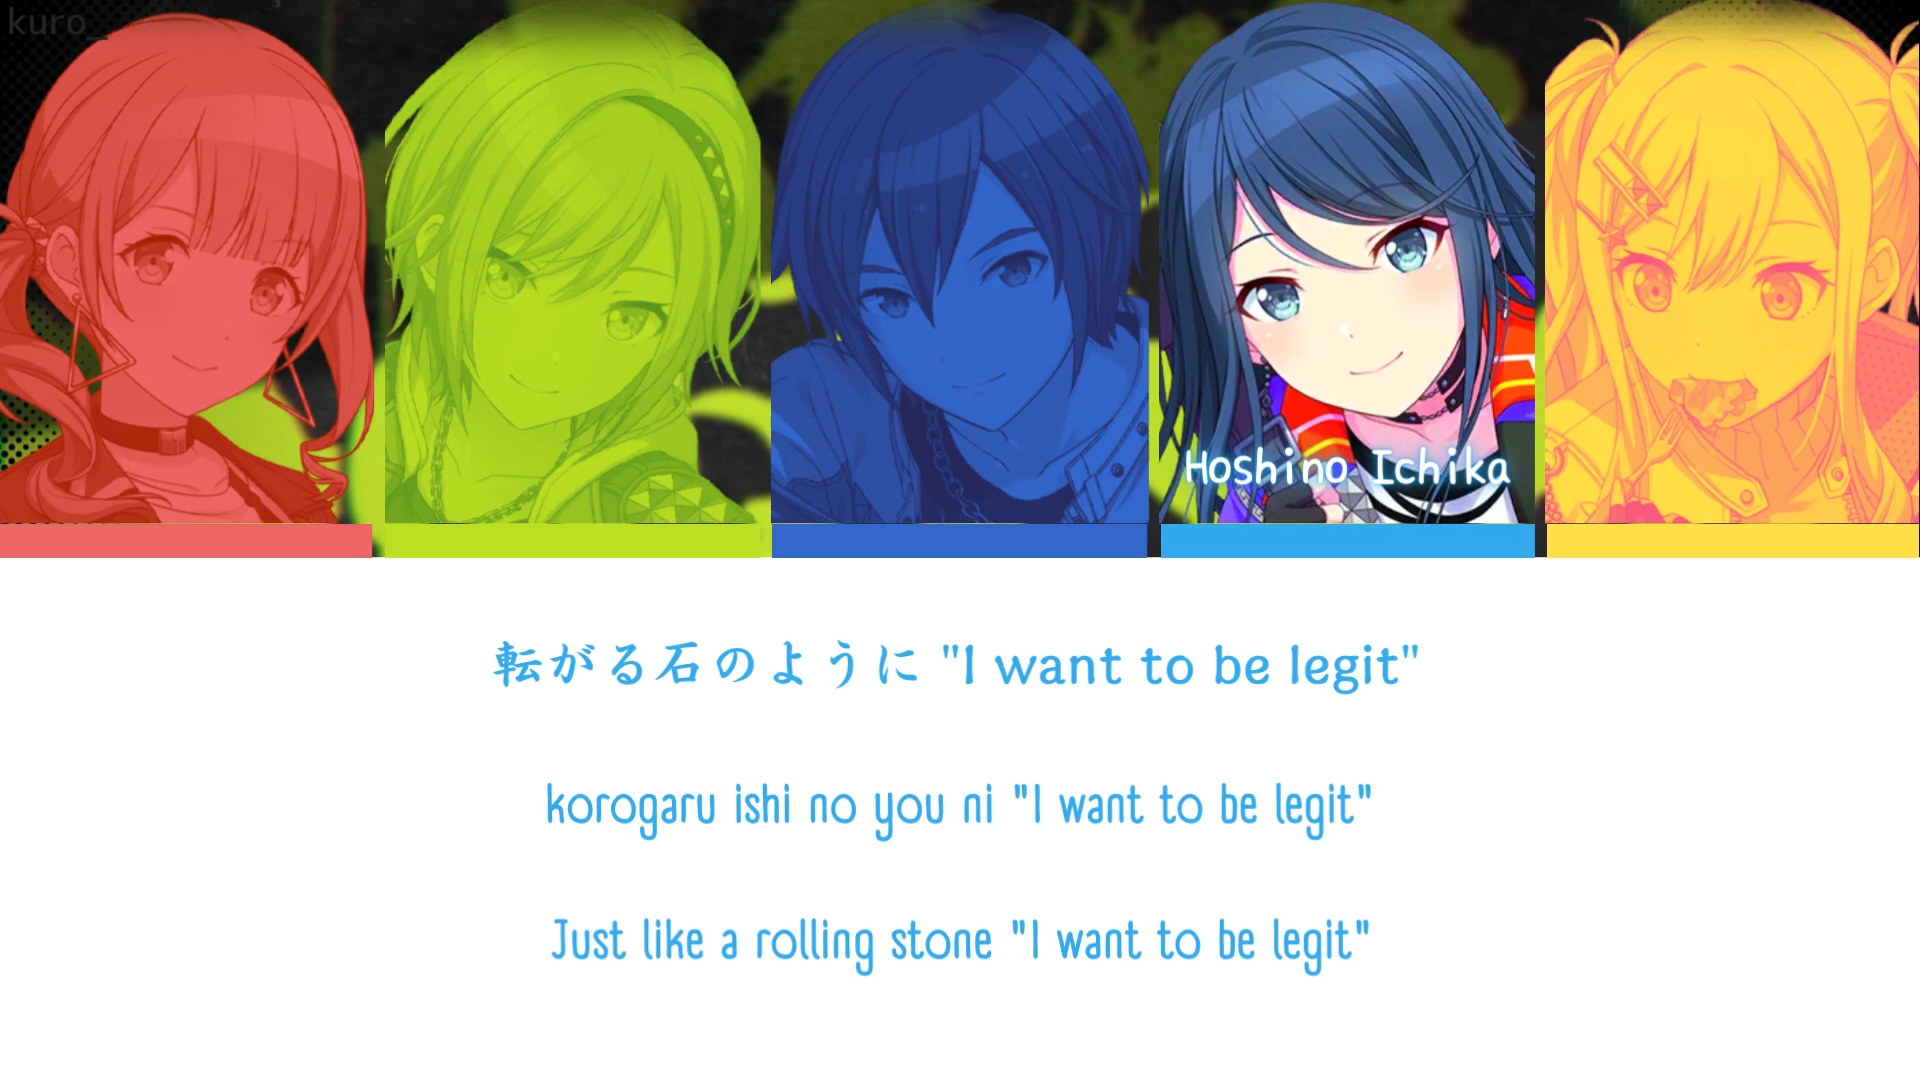 kuro_
Hoshino Ichika
転がる石のように "I want to be legit"
korogaru ishi no you ni "I want to be legit"
Just like a rolling stone "I want to be legit"